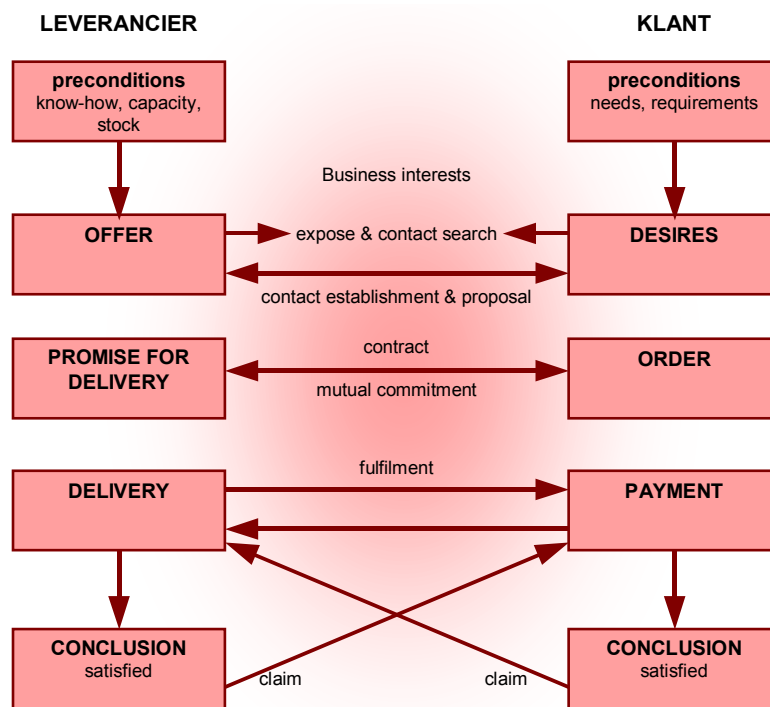 LEVERANCIER
KLANT
preconditions
know-how, capacity,
stock
preconditions
needs, requirements
Business interests
OFFER
expose & contact search
DESIRES
contact establishment & proposal
PROMISE FOR
DELIVERY
contract
mutual commitment
ORDER
fulfilment
DELIVERY
PAYMENT
CONCLUSION
satisfied
claim
claim
CONCLUSION
satisfied